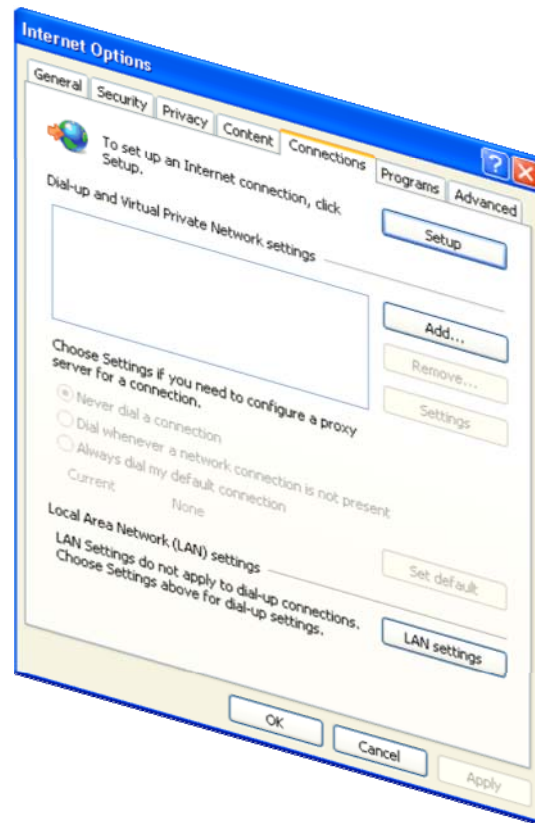 Internet Options
General Security Privacy Content Connections Programs Advanced
To set up an Internet connection, click
Setup.
Setup
Dial-up and Virtual Private Network settings
Add...
Remove...
Settings
Choose Settings if you need to configure a proxy
server for a connection.
Never dial a connection
Dial whenever a network connection is not present
Always dial my default connection
Current None
Set default
Local Area Network (LAN) settings
LAN Settings do not apply to dial-up connections.
Choose Settings above for dial-up settings.
LAN settings
OK Cancel Apply